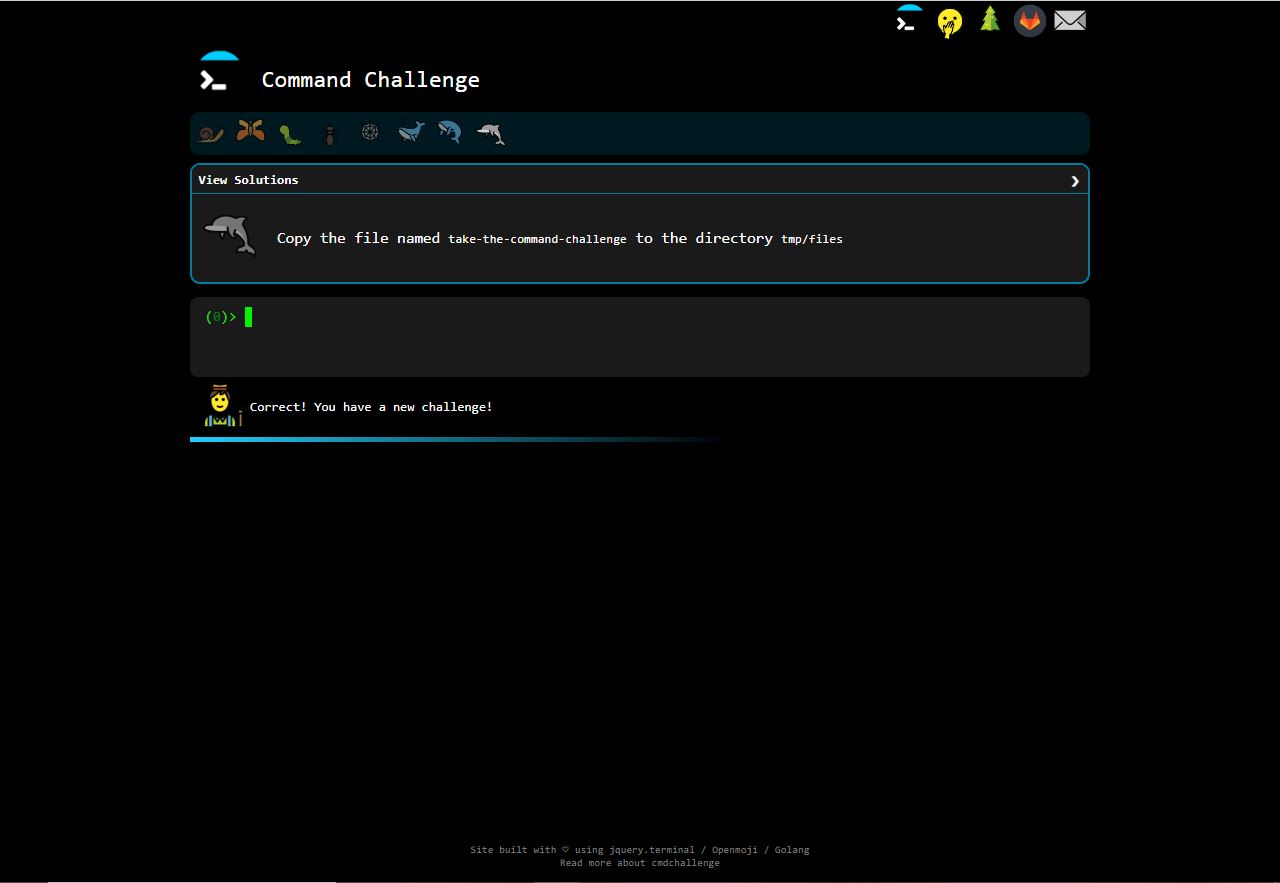 Command Challenge
View Solutions
Copy the file named take-the-command-challenge to the directory tmp/files
(0)>
Correct! You have a new challenge!
Site built with ♡ using jquery.terminal / Openmoji / Golang
Read more about cmdchallenge